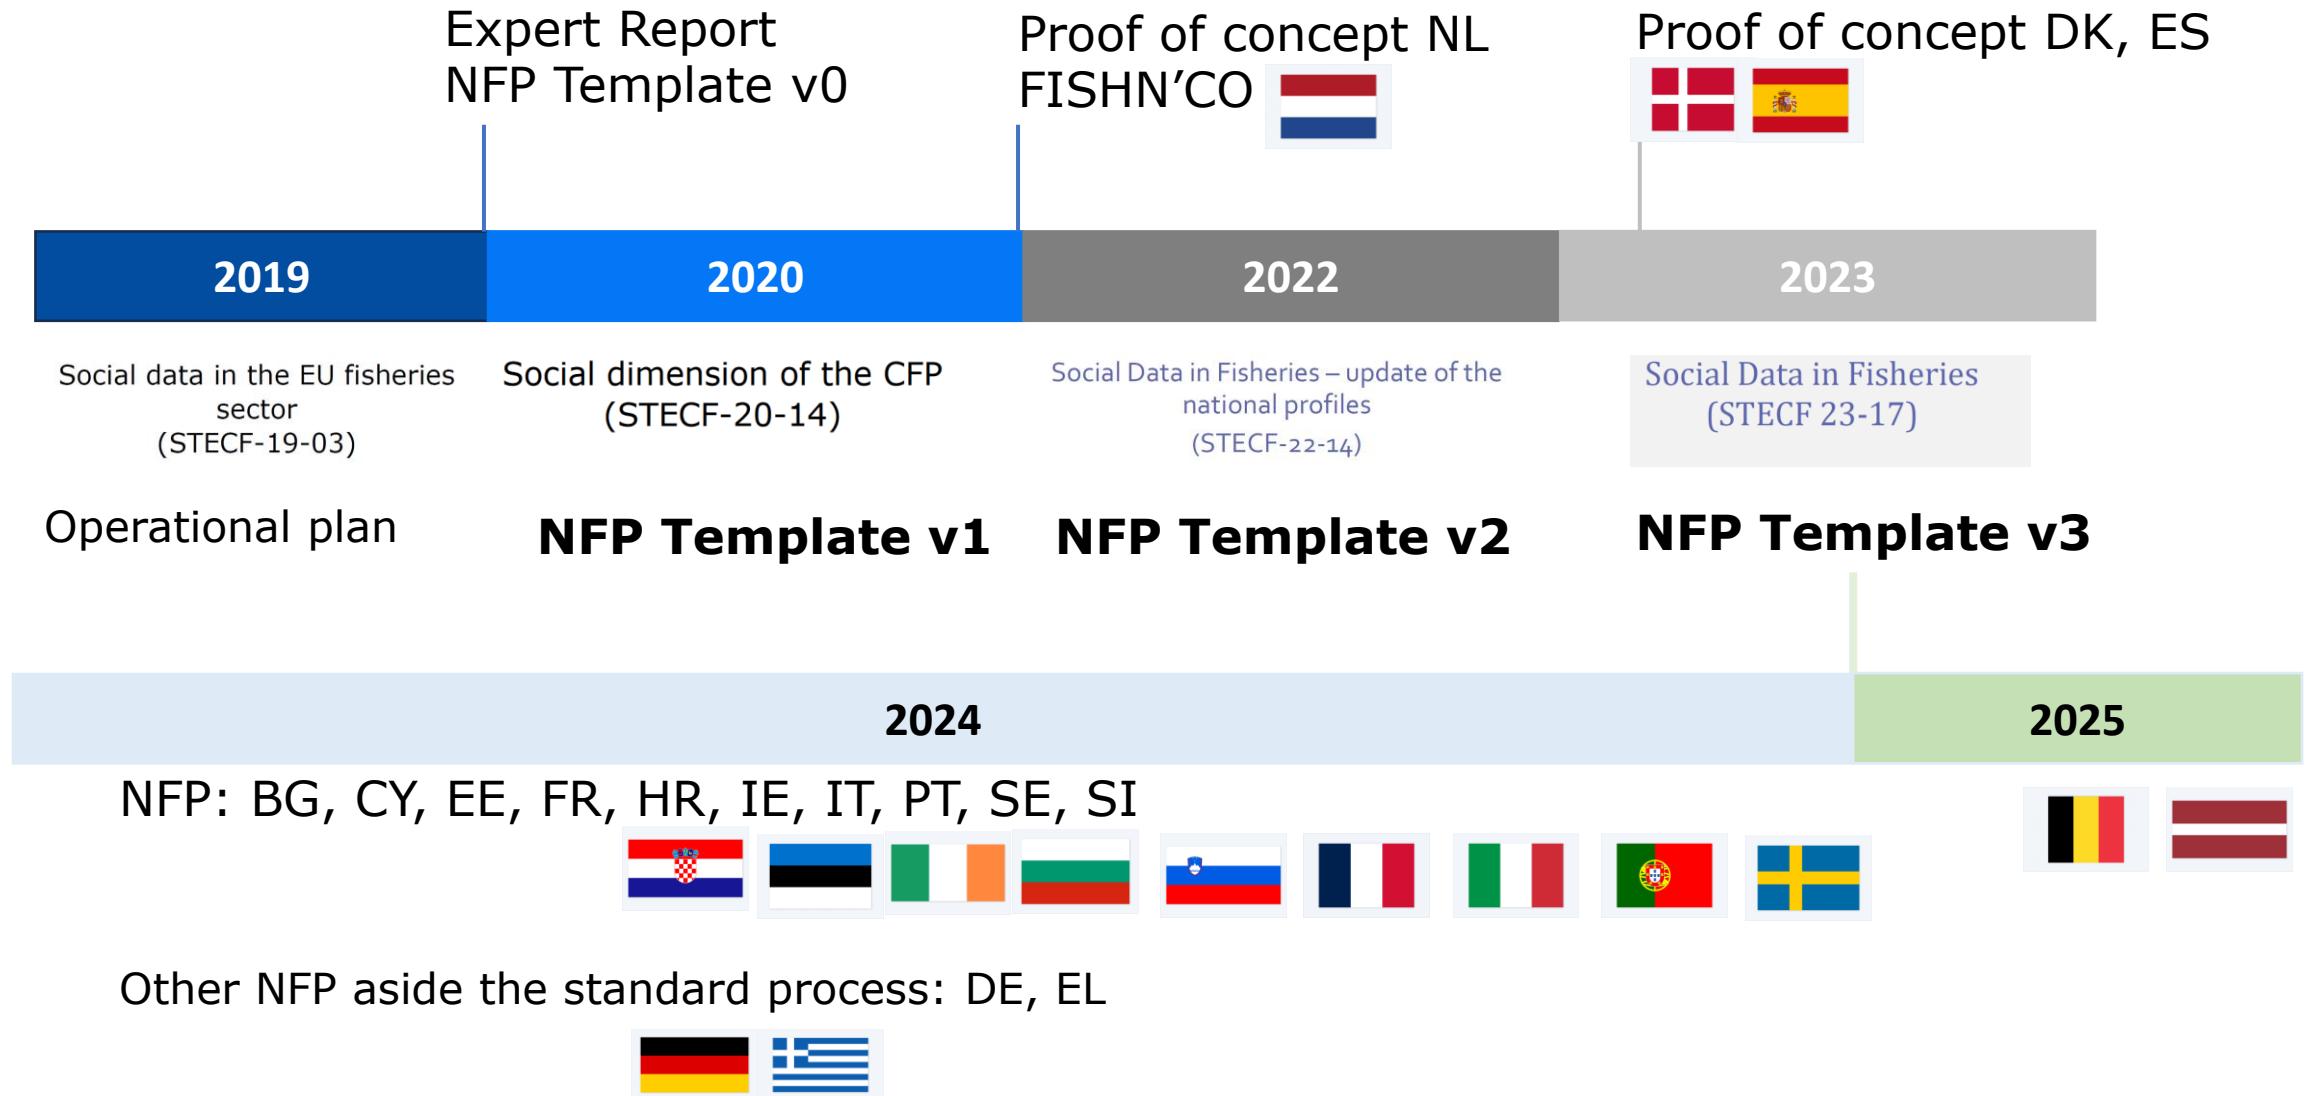 Expert Report
NFP Template v0
Proof of concept NL
FISHN’CO
Proof of concept DK, ES
2019
2020
2022
2023
Social data in the EU fisheries
sector
(STECF-19-03)
Social dimension of the CFP
(STECF-20-14)
Social Data in Fisheries – update of the
national profiles
(STECF-22-14)
Social Data in Fisheries
(STECF 23-17)
Operational plan
NFP Template v1
NFP Template v2
NFP Template v3
2024
2025
NFP: BG, CY, EE, FR, HR, IE, IT, PT, SE, SI
Other NFP aside the standard process: DE, EL